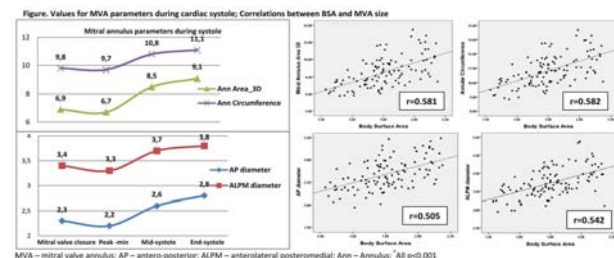 Figure. Values for MVA parameters during cardiac systole; Correlations between BSA and MVA size
Mitral annulus parameters during systole
12
10
8
6
9,8
9,7
10,8
11,1
6,9
6,7
8,5
9,1
Ann Area_3D
Ann Circumference
4
3,5
3
2,5
2
3,4
3,3
3,7
3,8
2,3
2,2
2,6
2,8
AP diameter
ALPM diameter
Mitral valve closure
Peak -min
Mid-systole
End-systole
Body Surface Area
r=0.581
Annular Circumference
Body Surface Area
r=0.582
AP diameter
Body Surface Area
r=0.505
ALPM diameter
Body Surface Area
r=0.542
MVA – mitral valve annulus; AP – antero-posterior; ALPM – anterolateral posteromedial; Ann – Annulus; *All p<0.001